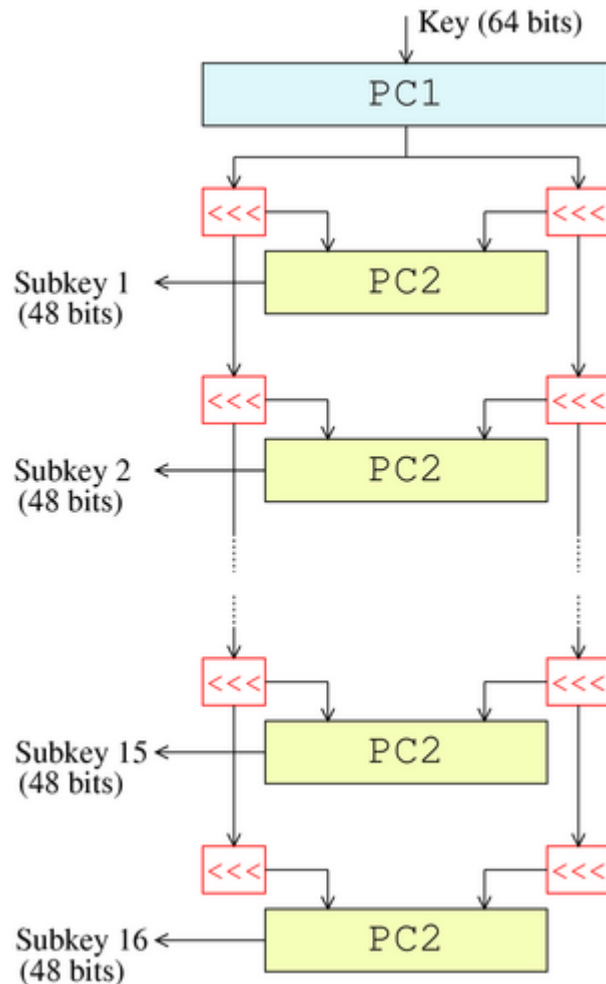 Key (64 bits)
PC1
<<< <<<
Subkey 1
(48 bits)
PC2
<<< <<<
Subkey 2
(48 bits)
PC2
<<< <<<
Subkey 15
(48 bits)
PC2
<<< <<<
Subkey 16
(48 bits)
PC2